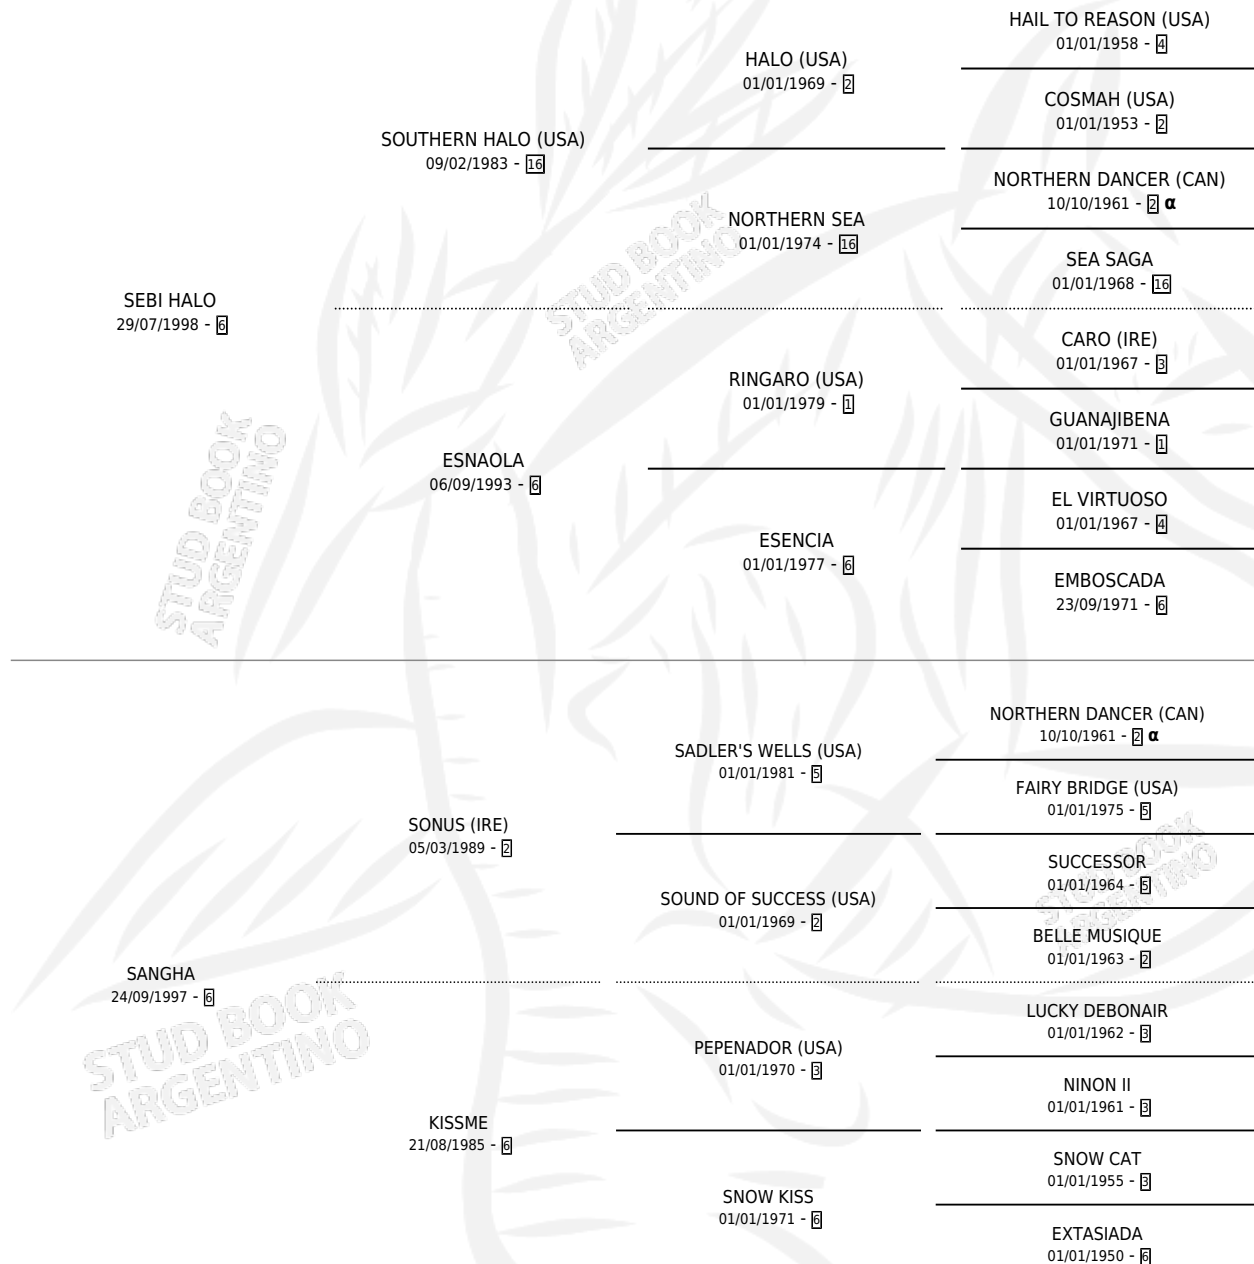 HAIL TO REASON (USA)
01/01/1958 - 4
HALO (USA)
01/01/1969 - 2
COSMAH (USA)
01/01/1953 - 2
SOUTHERN HALO (USA)
09/02/1983 - 16
NORTHERN DANCER (CAN)
10/10/1961 - 2 α
NORTHERN SEA
01/01/1974 - 16
SEA SAGA
01/01/1968 - 16
SEBI HALO
29/07/1998 - 6
CARO (IRE)
01/01/1967 - 3
RINGARO (USA)
01/01/1979 - 1
GUANAJIBENA
01/01/1971 - 1
ESNAOLA
06/09/1993 - 6
EL VIRTUOSO
01/01/1967 - 4
ESENCIA
01/01/1977 - 6
EMBOSCADA
23/09/1971 - 6
STUD BOOK
ARGENTINO
STUD BOOK
ARGENTINO
NORTHERN DANCER (CAN)
10/10/1961 - 2 α
SADLER'S WELLS (USA)
01/01/1981 - 5
FAIRY BRIDGE (USA)
01/01/1975 - 5
SONUS (IRE)
05/03/1989 - 2
SUCCESSOR
01/01/1964 - 5
SOUND OF SUCCESS (USA)
01/01/1969 - 2
BELLE MUSIQUE
01/01/1963 - 2
SANGHA
24/09/1997 - 6
LUCKY DEBONAIR
01/01/1962 - 3
PEPENADOR (USA)
01/01/1970 - 3
NINON II
01/01/1961 - 3
KISSME
21/08/1985 - 6
SNOW CAT
01/01/1955 - 3
SNOW KISS
01/01/1971 - 6
EXTASIADA
01/01/1950 - 6
STUD BOOK
ARGENTINO
STUD BOOK
ARGENTINO